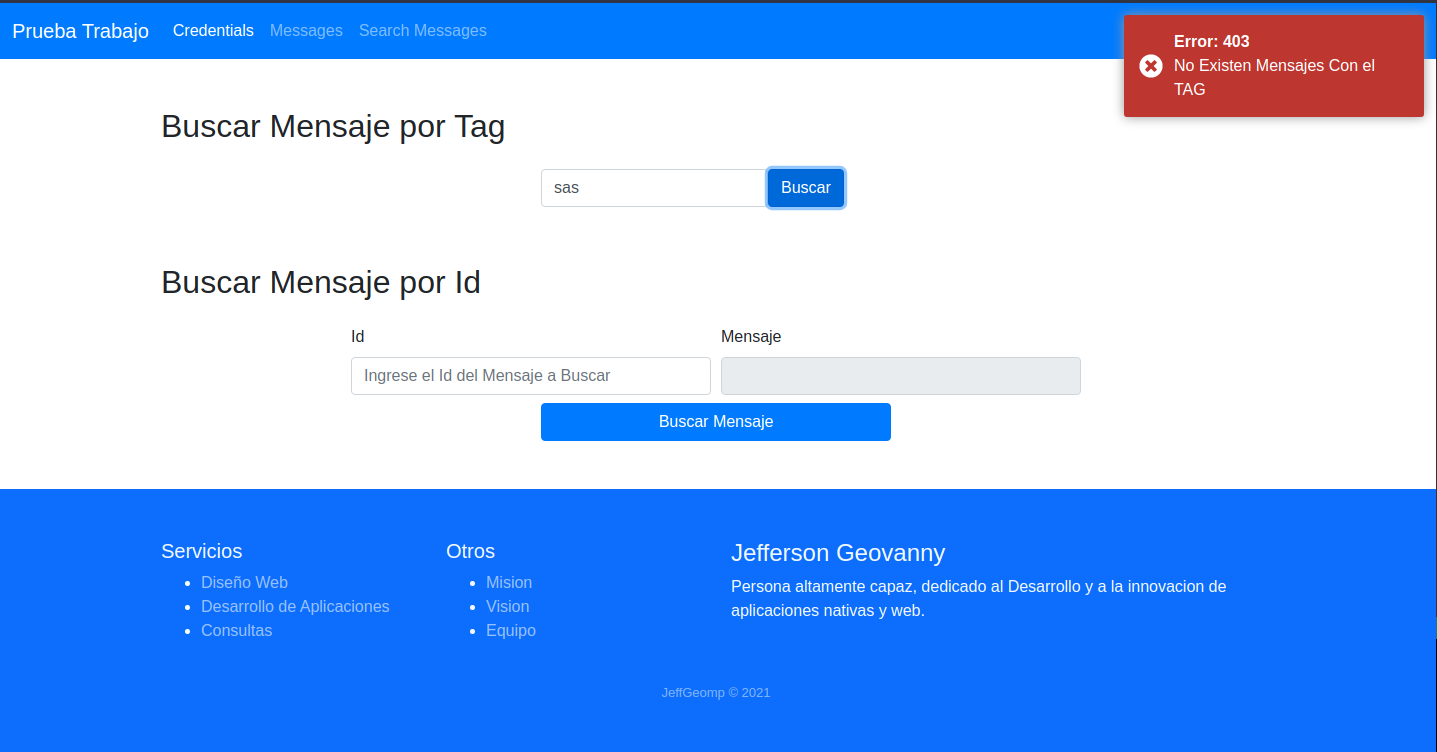 Prueba Trabajo Credentials Messages Search Messages
Error: 403
No Existen Mensajes Con el
TAG
Buscar Mensaje por Tag
sas Buscar
Buscar Mensaje por Id
Id Mensaje
Ingrese el Id del Mensaje a Buscar
Buscar Mensaje
Servicios
Diseño Web
Desarrollo de Aplicaciones
Consultas
Otros
Mision
Vision
Equipo
Jefferson Geovanny
Persona altamente capaz, dedicado al Desarrollo y a la innovacion de
aplicaciones nativas y web.
JeffGeomp © 2021